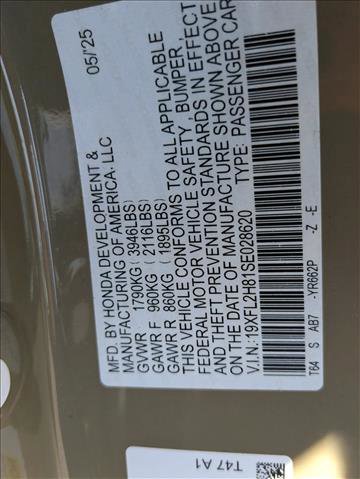 MFD. BY HONDA DEVELOPMENT & 05/'25
MANUFACTURING OF AMERICA, LLC
GVWR 1790KG(3946LBS)
GAWR F 960KG(2116LBS)
GAWR R 860KG(1895LBS)
THIS VEHICLE CONFORMS TO ALL APPLICABLE
FEDERAL MOTOR VEHICLE SAFETY, BUMPER,
AND THEFT PREVENTION STANDARDS IN EFFECT
ON THE DATE OF MANUFACTURE SHOWN ABOVE
V.I.N.:19XFL2H81SE028620 TYPE: PASSENGER CAR
T64 S AB7 -YR662P -Z -E
T47 A1